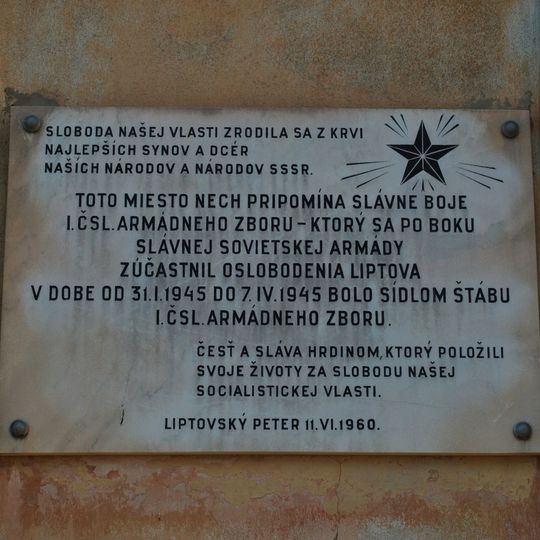 SLOBODA NAŠEJ VLASTI ZRODILA SA Z KRVI
NAJLEPŠÍCH SYNOV A DCÉR
NAŠÍCH NÁRODOV A NÁRODOV SSSR.
TOTO MIESTO NECH PRIPOMÍNA SLÁVNE BOJE
I. ČSL. ARMÁDNEHO ZBORU – KTORÝ SA PO BOKU
SLÁVNEJ SOVIETSKEJ ARMÁDY
ZÚČASTNIL OSLOBODENIA LIPTOVA
V DOBE OD 31. I. 1945 DO 7. IV. 1945 BOLO SÍDLOM ŠTÁBU
I. ČSL. ARMÁDNEHO ZBORU.
ČESŤ A SLÁVA HRDINOM, KTORÝ POLOŽILI
SVOJE ŽIVOTY ZA SLOBODU NAŠEJ
SOCIALISTICKEJ VLASTI.
LIPTOVSKÝ PETER 11. VI. 1960.